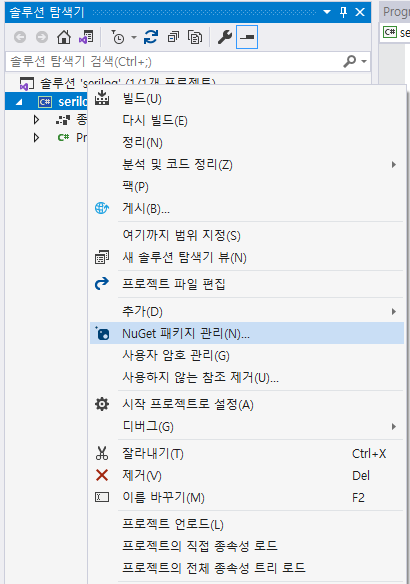 솔루션 탐색기
Prog
솔루션 탐색기 검색(Ctrl+;)
C# se
솔루션 'serilog' (1/1개 프로젝트)
C# serilo
종
C# Pr
빌드(U)
다시 빌드(E)
정리(N)
분석 및 코드 정리(Z)
팩(P)
게시(B)...
여기까지 범위 지정(S)
새 솔루션 탐색기 뷰(N)
프로젝트 파일 편집
추가(D)
NuGet 패키지 관리(N)...
사용자 암호 관리(G)
사용하지 않는 참조 제거(U)...
시작 프로젝트로 설정(A)
디버그(G)
잘라내기(T) Ctrl+X
제거(V) Del
이름 바꾸기(M) F2
프로젝트 언로드(L)
프로젝트의 직접 종속성 로드
프로젝트의 전체 종속성 트리 로드